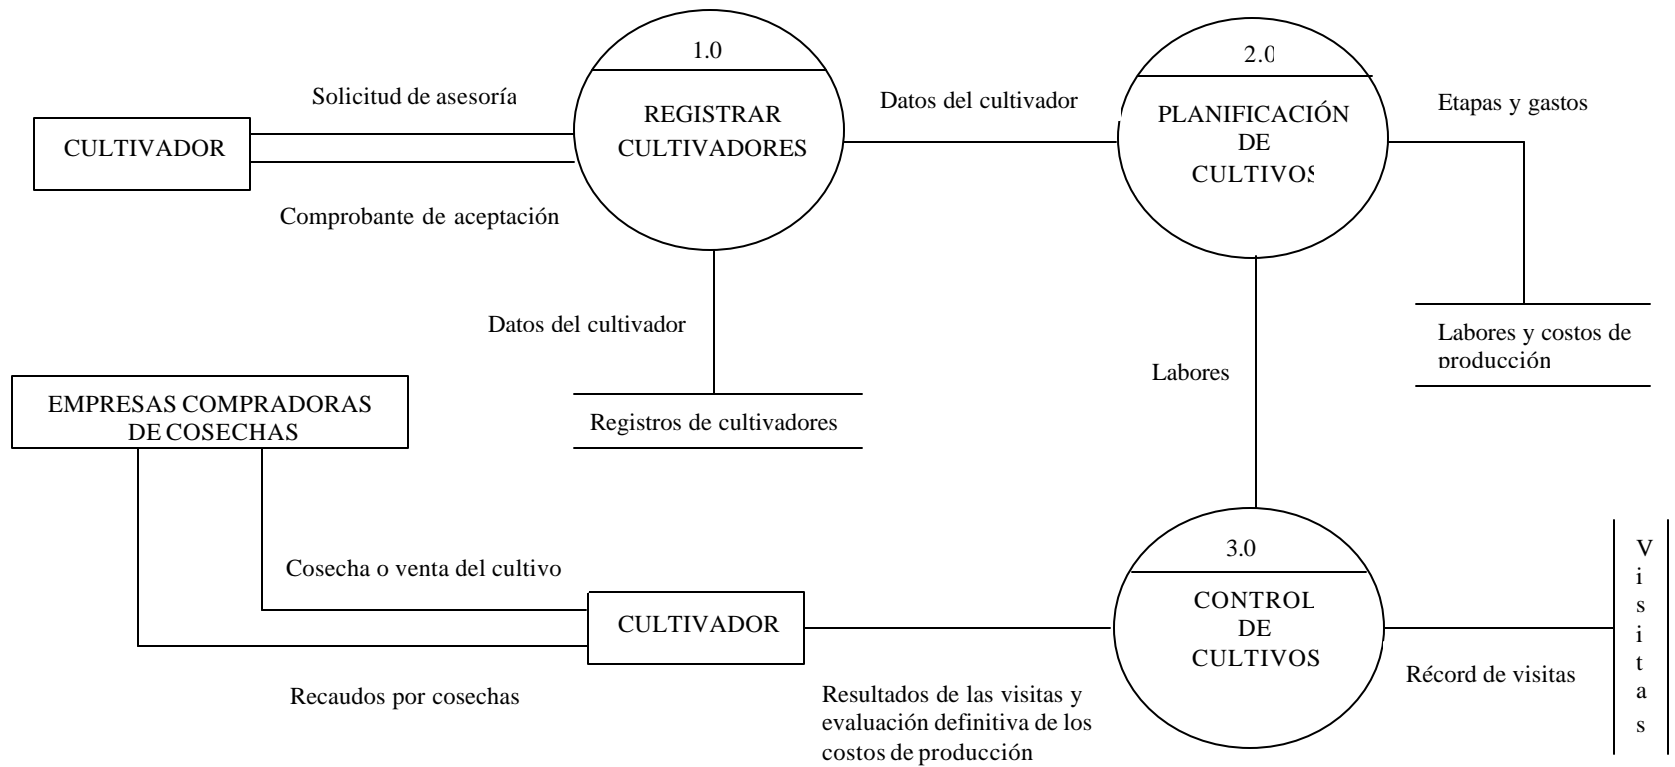 1.0
REGISTRAR
CULTIVADORES
2.0
PLANIFICACIÓN
DE
CULTIVOS
Solicitud de asesoría
CULTIVADOR
Comprobante de aceptación
Datos del cultivador
Etapas y gastos
Datos del cultivador
Registros de cultivadores
Labores y costos de
producción
Labores
EMPRESAS COMPRADORAS
DE COSECHAS
Cosecha o venta del cultivo
CULTIVADOR
Recaudos por cosechas
Resultados de las visitas y
evaluación definitiva de los
costos de producción
3.0
CONTROL
DE
CULTIVOS
Récord de visitas
V
i
s
i
t
a
s